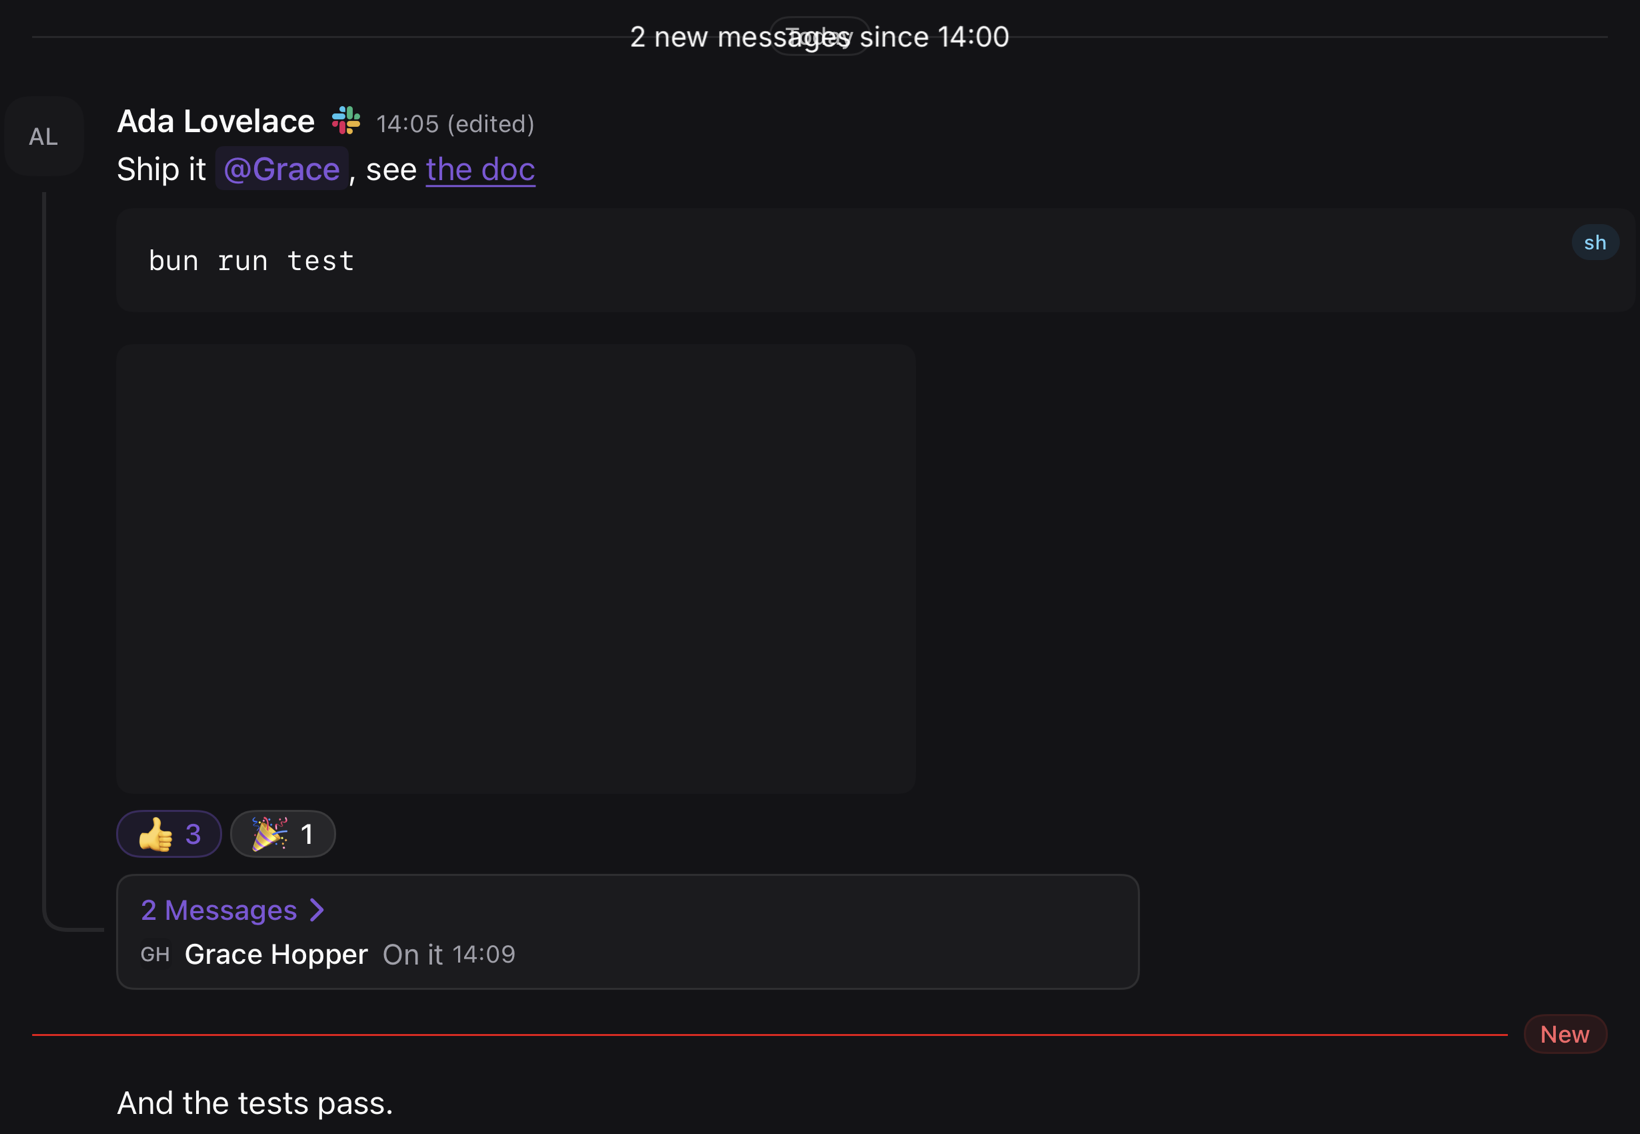 2 new messages since 14:00
Today
AL
Ada Lovelace 14:05 (edited)
Ship it @Grace, see the doc
sh
bun run test
👍 3 🎉 1
2 Messages >
GH Grace Hopper On it 14:09
New
And the tests pass.